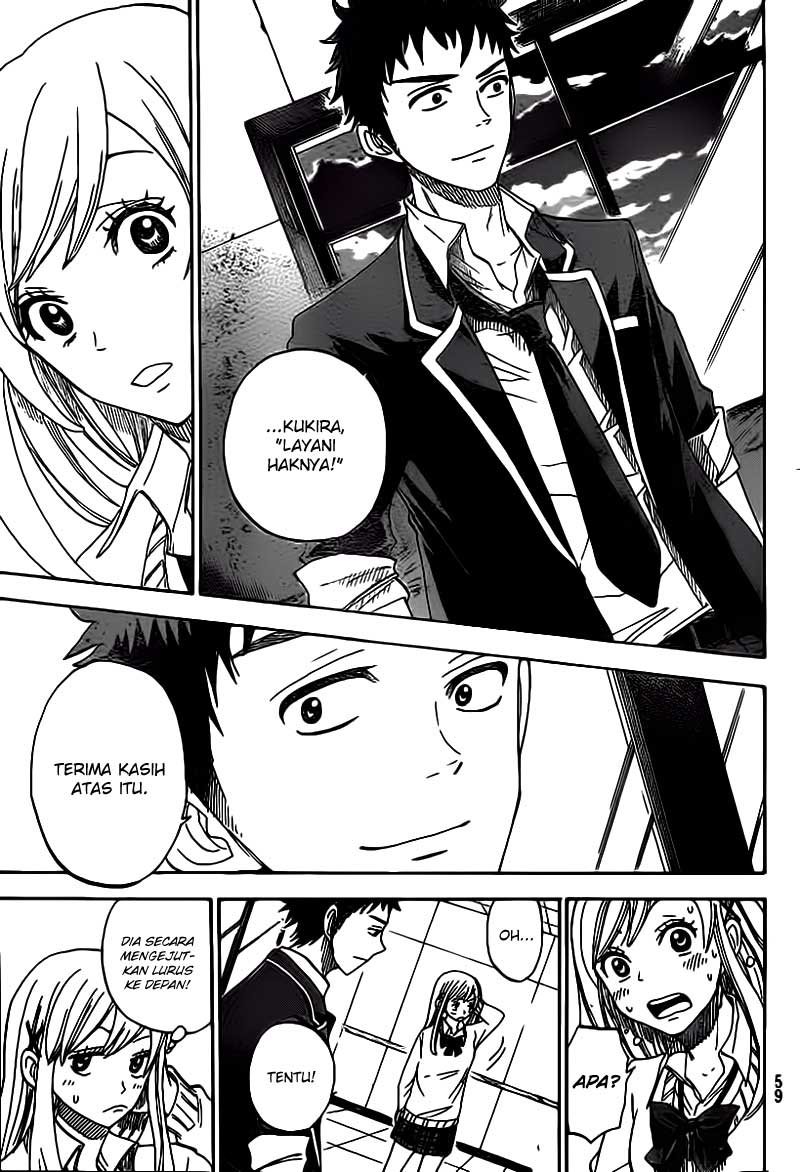 ...KUKIRA,
"LAYANI
HAKNYA!"
TERIMA KASIH
ATAS ITU.
APA?
OH...
TENTU!
DIA SECARA
MENGEJUT-
KAN LURUS
KE DEPAN!
59